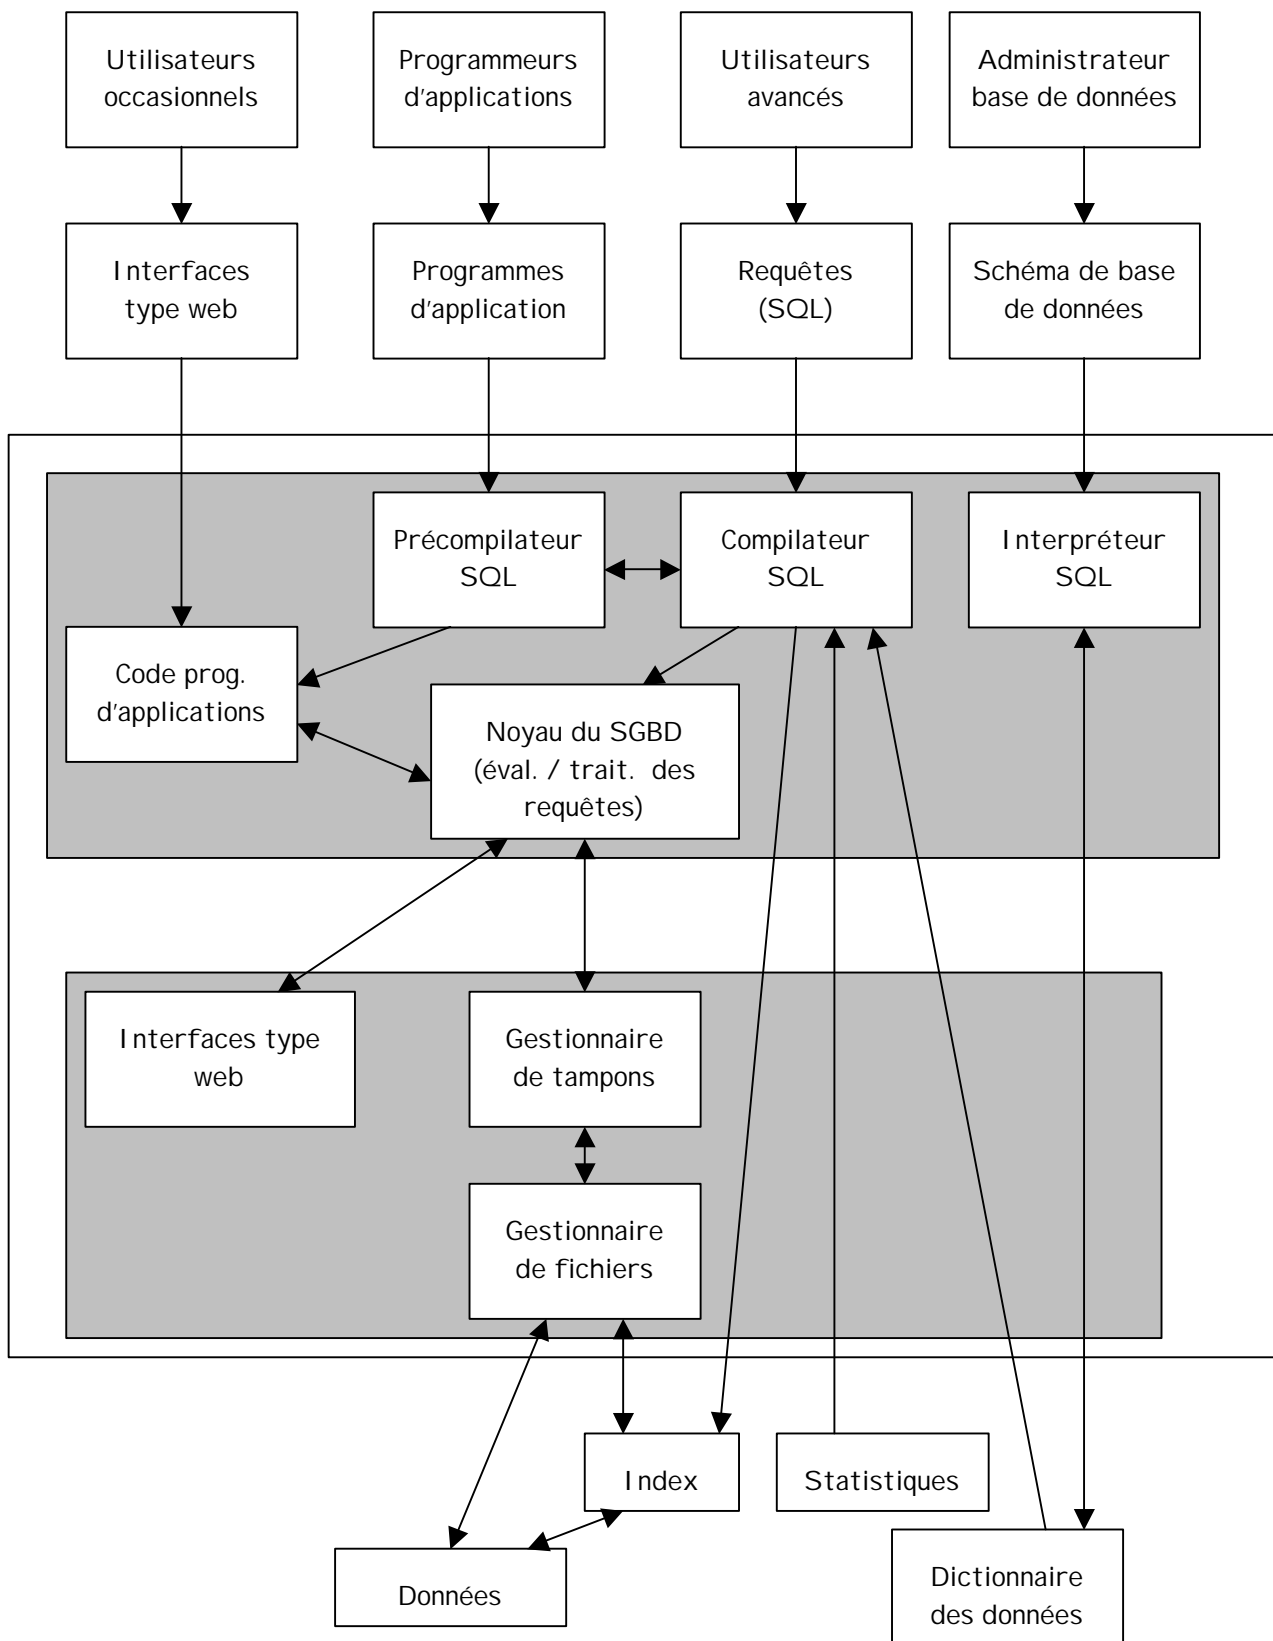 Utilisateurs
occasionnels
Programmeurs
d'applications
Utilisateurs
avancés
Administrateur
base de données
Interfaces
type web
Programmes
d'application
Requêtes
(SQL)
Schéma de base
de données
Précompilateur
SQL
Compilateur
SQL
Interpréteur
SQL
Code prog.
d'applications
Noyau du SGBD
(éval. / trait. des
requêtes)
Interfaces type
web
Gestionnaire
de tampons
Gestionnaire
de fichiers
Index
Statistiques
Données
Dictionnaire
des données